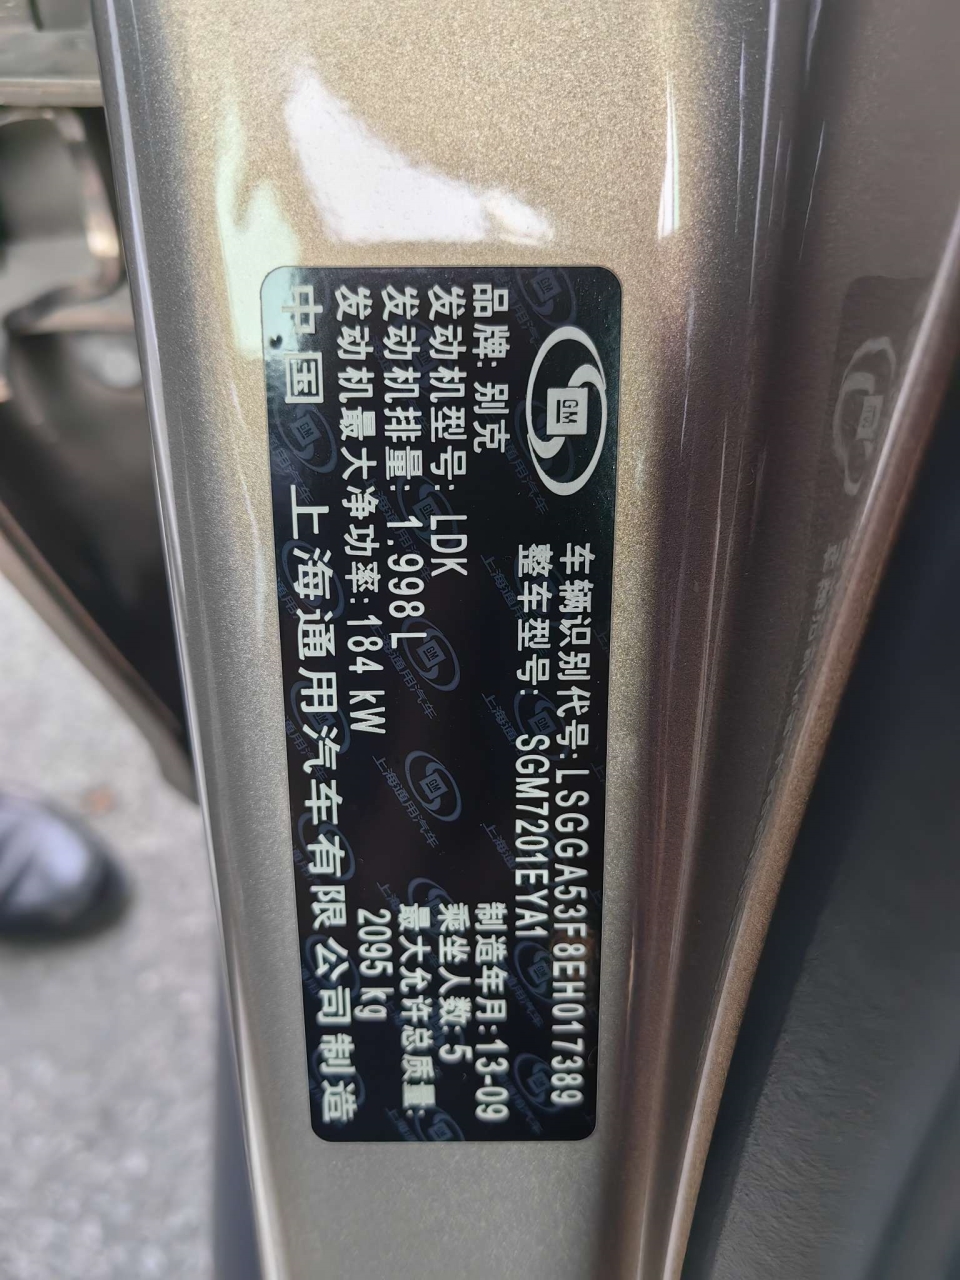 GM
车辆识别代号:LSGGA53F8EH017389
整车型号: SGM7201EYA1
品牌: 别克
制造年月:13-09
发动机型号: LDK
乘坐人数: 5
发动机排量: 1.998 L
最大允许总质量:
发动机最大净功率:184 kW
2095 kg
中国 上海通用汽车有限公司制造